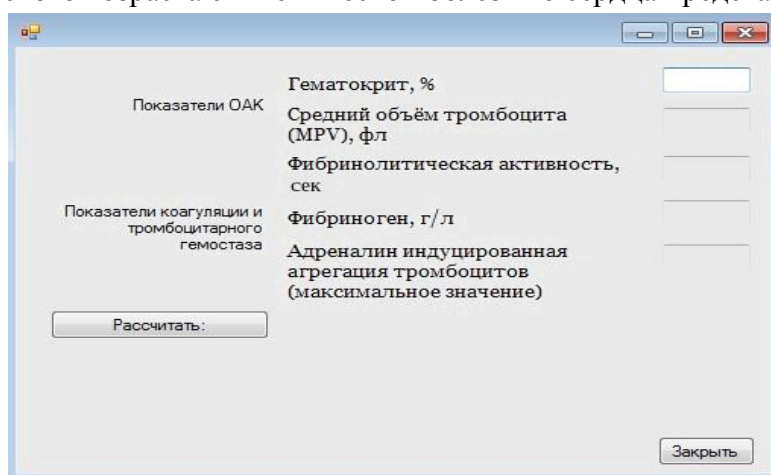 Гематокрит, %
Показатели ОАК
Средний объём тромбоцита
(MPV), фл
Фибринолитическая активность,
сек
Показатели коагуляции и
тромбоцитарного
гемостаза
Фибриноген, г/л
Адреналин индуцированная
агрегация тромбоцитов
(максимальное значение)
Рассчитать:
Закрыть